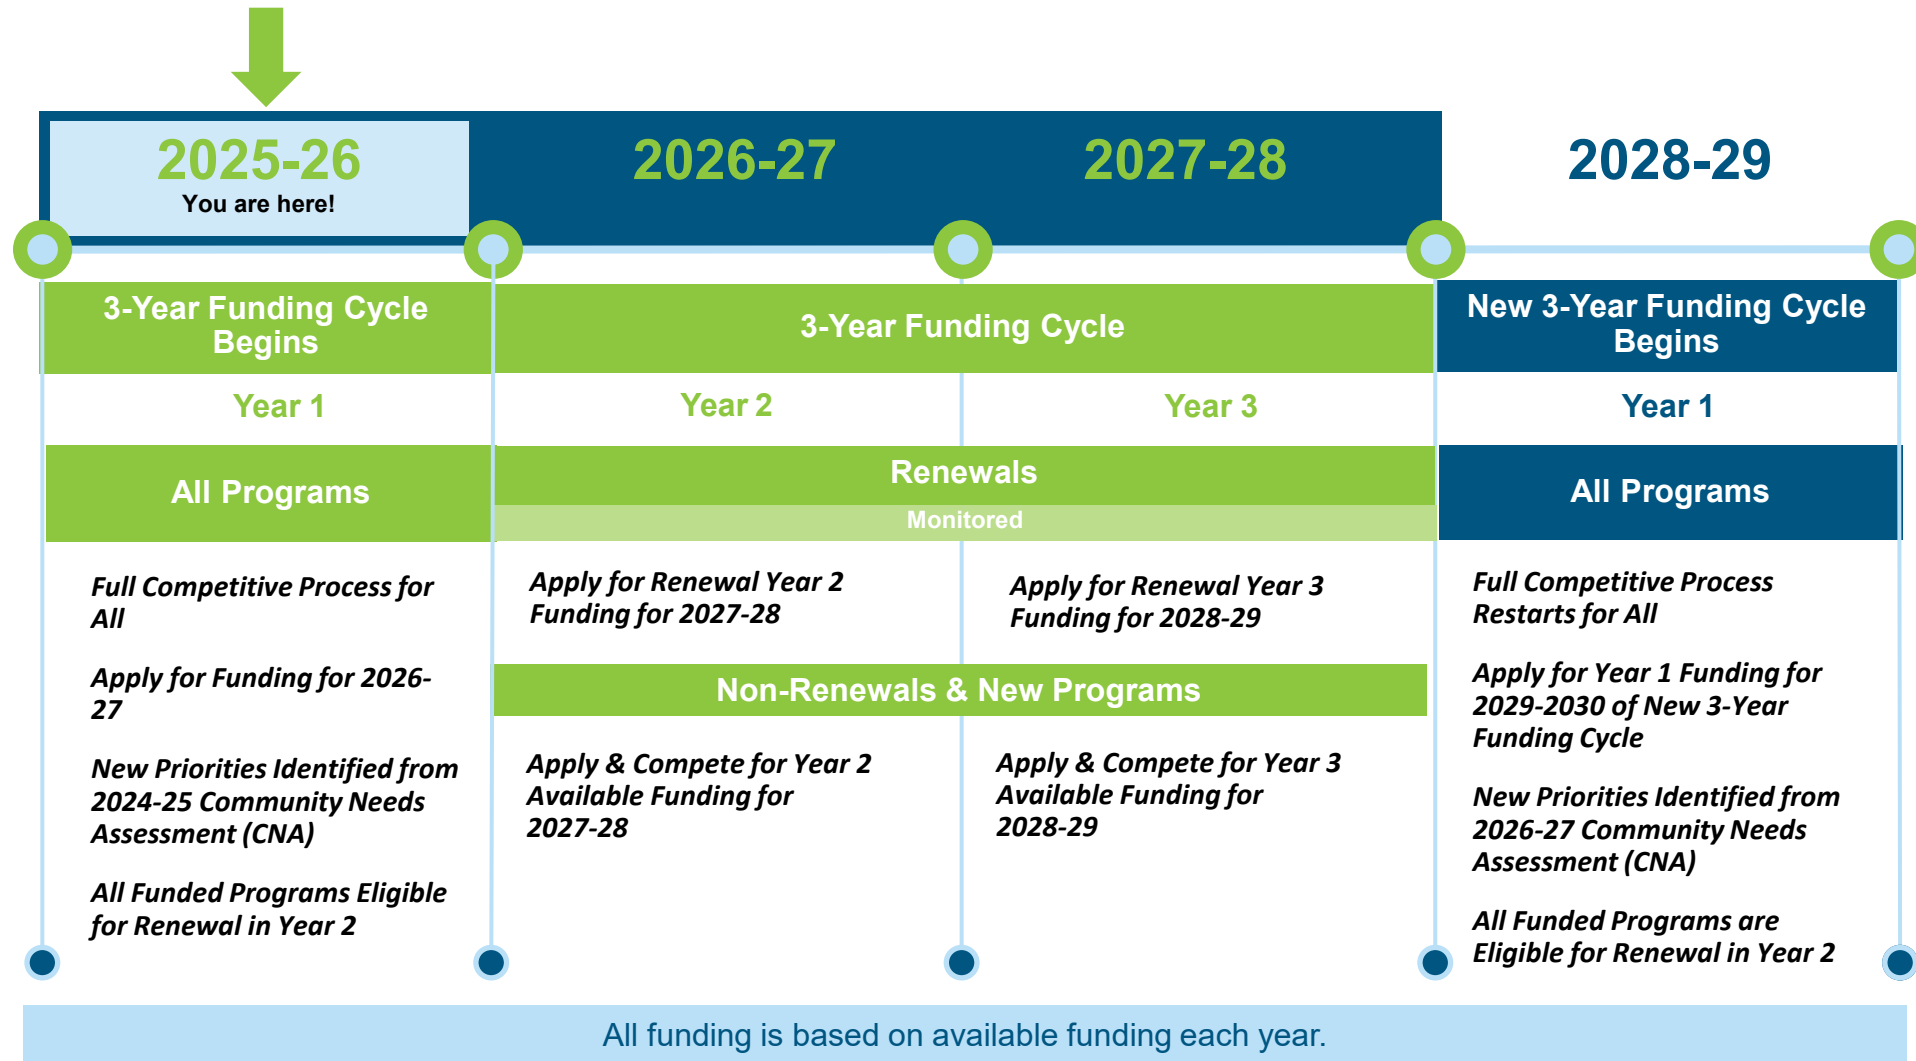 2025-26
You are here!
2026-27
2027-28
2028-29
3-Year Funding Cycle
Begins
3-Year Funding Cycle
New 3-Year Funding Cycle
Begins
Year 1
Year 2
Year 3
Year 1
All Programs
Renewals
Monitored
All Programs
Full Competitive Process for
All
Apply for Funding for 2026-
27
New Priorities Identified from
2024-25 Community Needs
Assessment (CNA)
All Funded Programs Eligible
for Renewal in Year 2
Apply for Renewal Year 2
Funding for 2027-28
Apply for Renewal Year 3
Funding for 2028-29
Non-Renewals & New Programs
Apply & Compete for Year 2
Available Funding for
2027-28
Apply & Compete for Year 3
Available Funding for
2028-29
Full Competitive Process
Restarts for All
Apply for Year 1 Funding for
2029-2030 of New 3-Year
Funding Cycle
New Priorities Identified from
2026-27 Community Needs
Assessment (CNA)
All Funded Programs are
Eligible for Renewal in Year 2
All funding is based on available funding each year.